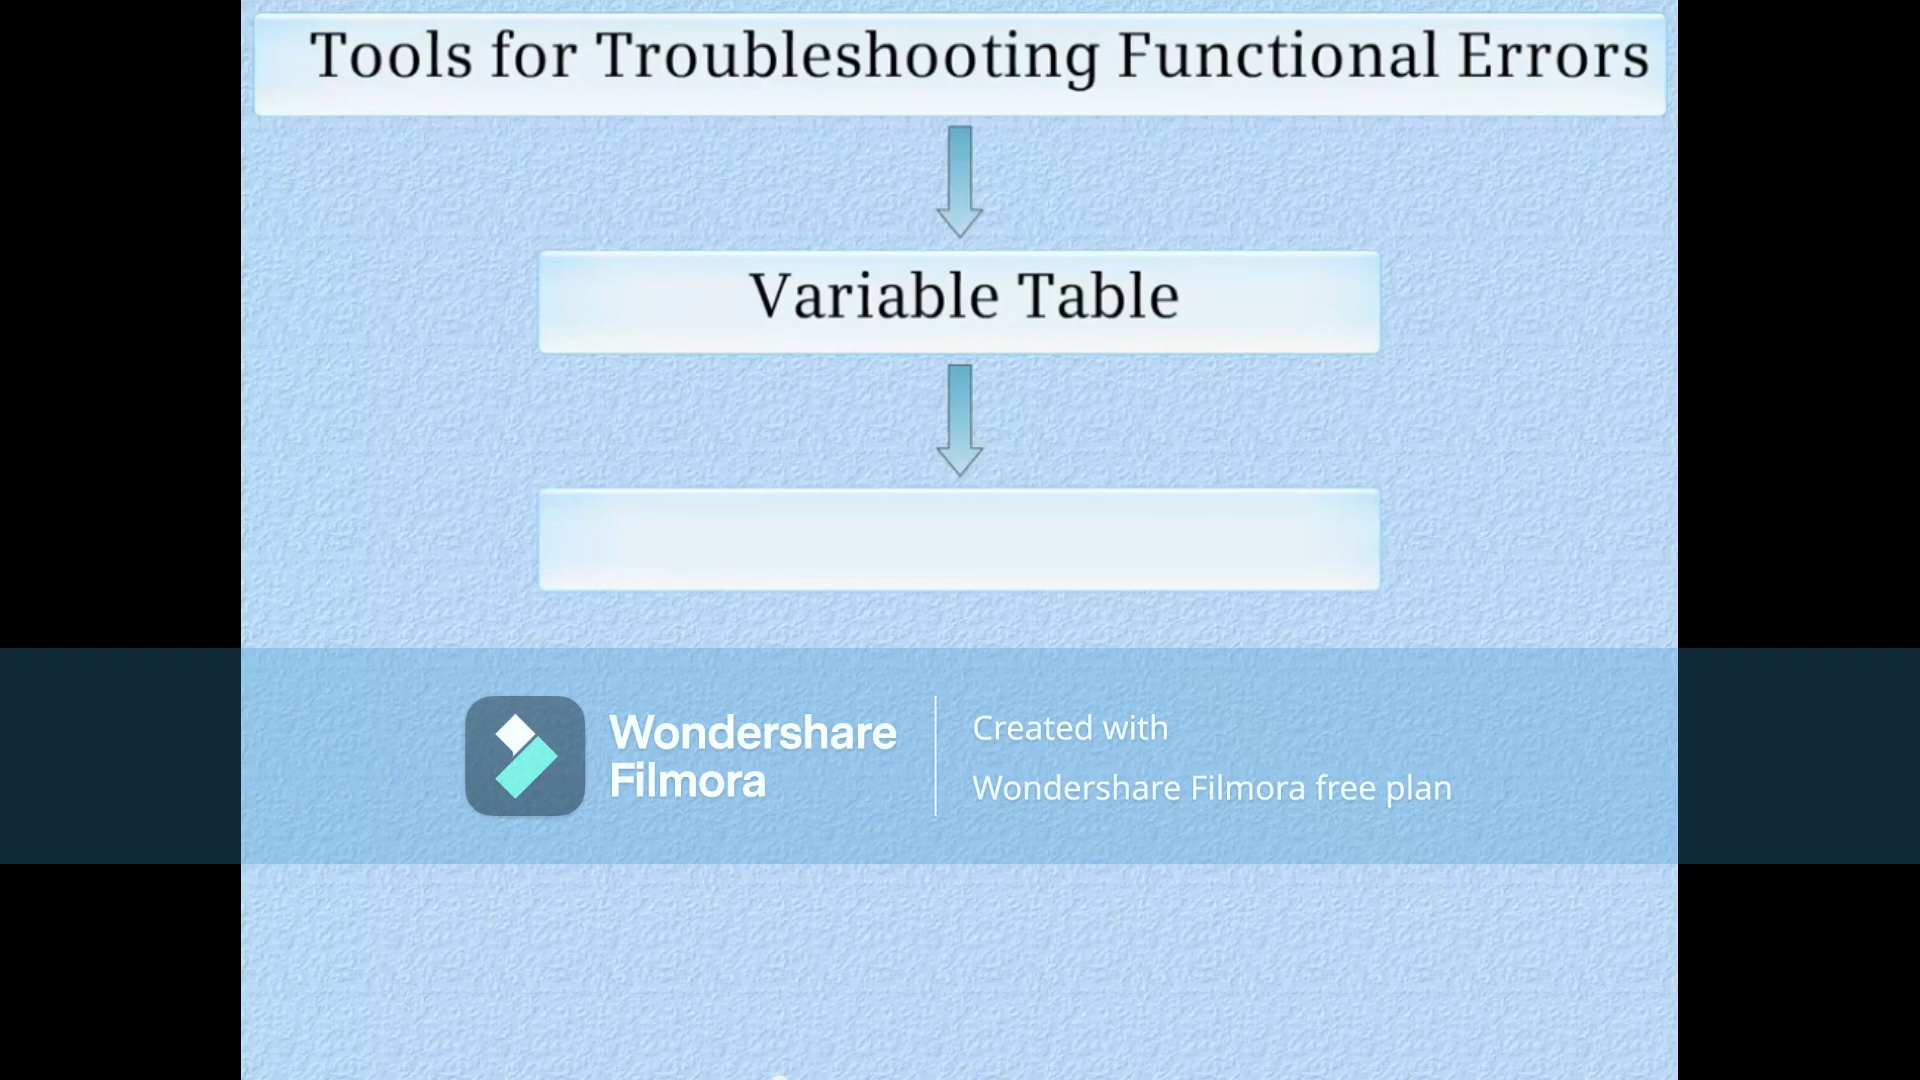 Tools for Troubleshooting Functional Errors
Variable Table
Wondershare
Filmora
Created with
Wondershare Filmora free plan